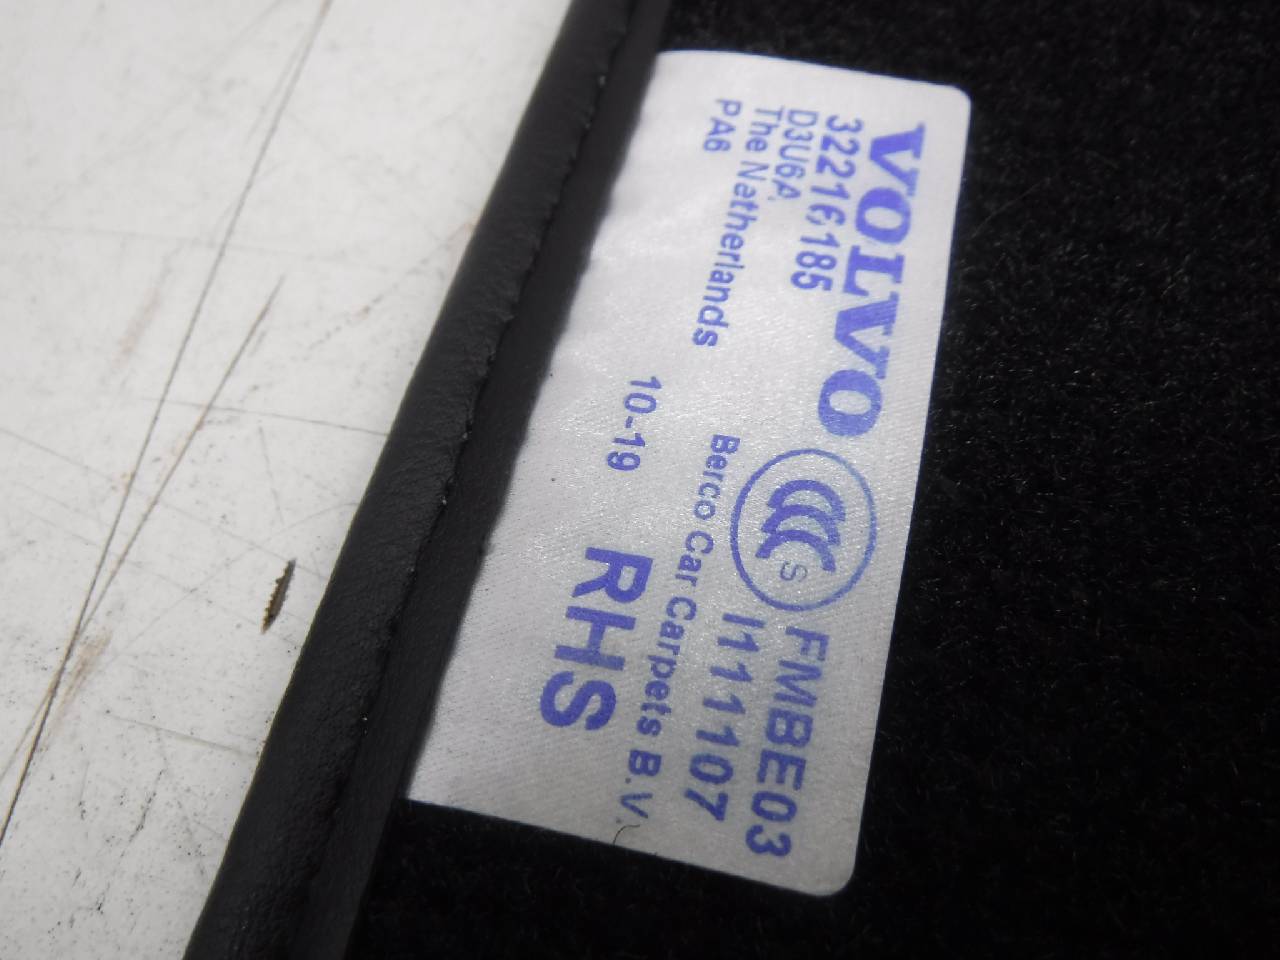 VOLVO
32216185
D3U6A.
The Netherlands
PA6
CCC S
FMBE03
I111107
Berco Car Carpets B.V.
10-19
RHS